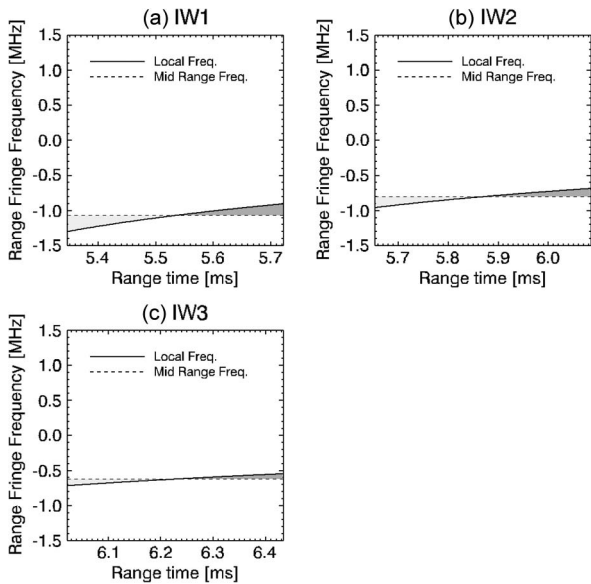 (a) IW1
Range Fringe Frequency [MHz]
1.5
1.0
0.5
0.0
-0.5
-1.0
-1.5
Local Freq.
Mid Range Freq.
5.4 5.5 5.6 5.7
Range time [ms]
(b) IW2
Range Fringe Frequency [MHz]
1.5
1.0
0.5
0.0
-0.5
-1.0
-1.5
Local Freq.
Mid Range Freq.
5.7 5.8 5.9 6.0
Range time [ms]
(c) IW3
Range Fringe Frequency [MHz]
1.5
1.0
0.5
0.0
-0.5
-1.0
-1.5
Local Freq.
Mid Range Freq.
6.1 6.2 6.3 6.4
Range time [ms]